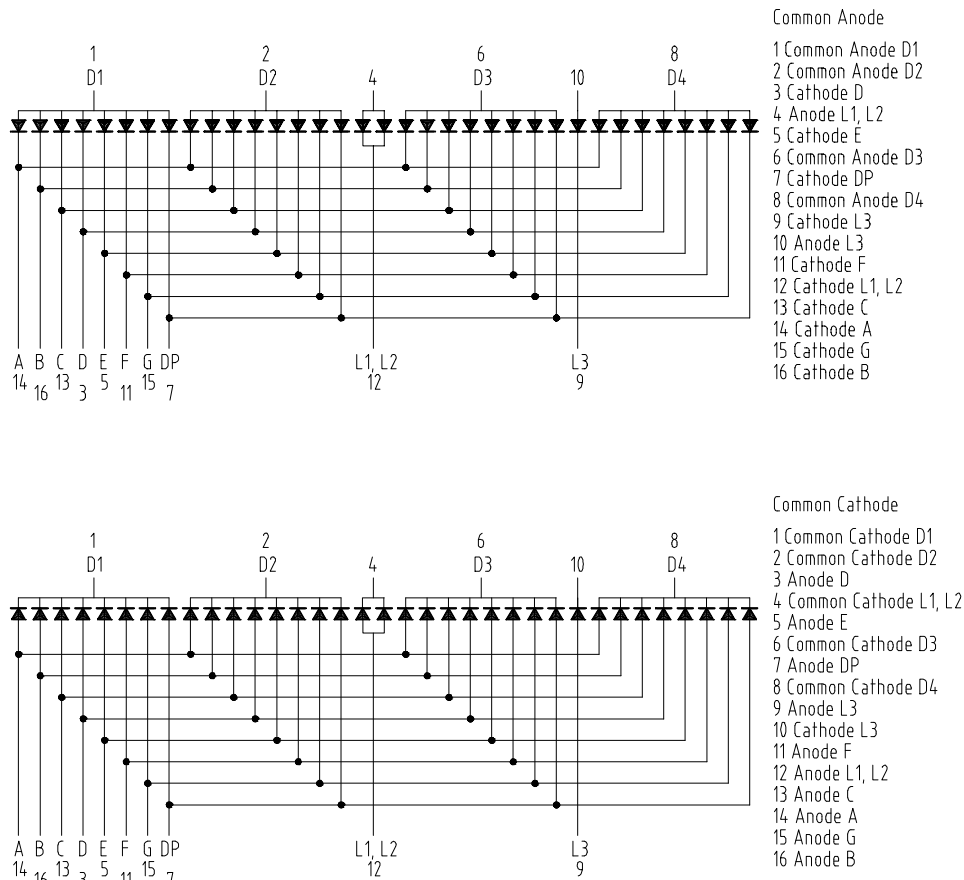 Common Anode
1 2 6 8
D1 D2 4 D3 10 D4
1 Common Anode D1
2 Common Anode D2
3 Cathode D
4 Anode L1, L2
5 Cathode E
6 Common Anode D3
7 Cathode DP
8 Common Anode D4
9 Cathode L3
10 Anode L3
11 Cathode F
12 Cathode L1, L2
13 Cathode C
14 Cathode A
15 Cathode G
16 Cathode B
A B C D E F G DP L1, L2 L3
14 13 5 15 12 9
16 3 11 7
Common Cathode
1 2 6 8
D1 D2 4 D3 10 D4
1 Common Cathode D1
2 Common Cathode D2
3 Anode D
4 Common Cathode L1, L2
5 Anode E
6 Common Cathode D3
7 Anode DP
8 Common Cathode D4
9 Anode L3
10 Cathode L3
11 Anode F
12 Anode L1, L2
13 Anode C
14 Anode A
15 Anode G
16 Anode B
A B C D E F G DP L1, L2 L3
14 13 5 15 12 9
16 3 11 7